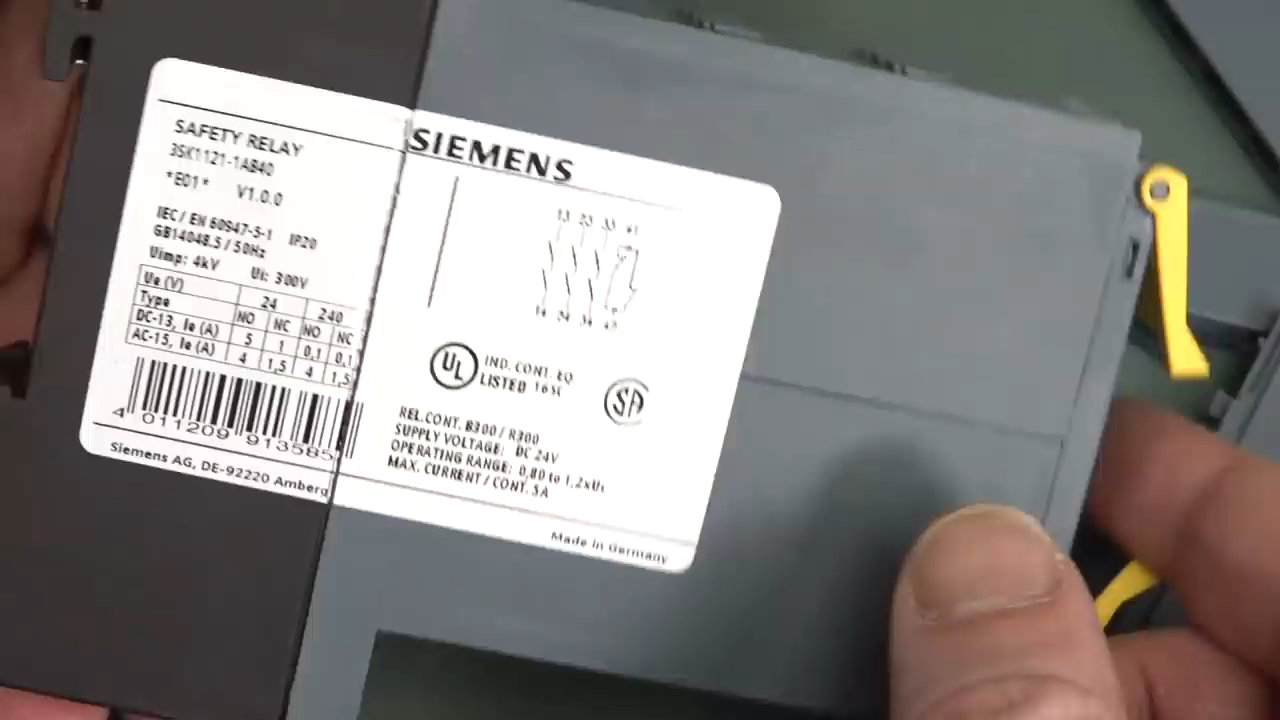 SAFETY RELAY
3SK1121-1AB40
*E01* V1.0.0
IEC / EN 60947-5-1 IP20
GB14048.5 / 50Hz
Uimp: 4kV Ui: 300V
Ue (V) 24 240
Type NO NC NO NC
DC-13, Ie (A) 5 1 0,1 0,1
AC-15, Ie (A) 4 1,5 4 1,5
4 011209 913585
Siemens AG, DE-92220 Amberg
SIEMENS
13 23 33 41
14 24 34 42
UL IND. CONT. EQ
LISTED
SA
REL.CONT. B300 / R300
SUPPLY VOLTAGE: DC 24V
OPERATING RANGE: 0,80 to 1,2xUs
MAX. CURRENT / CONT. 5A
Made in Germany